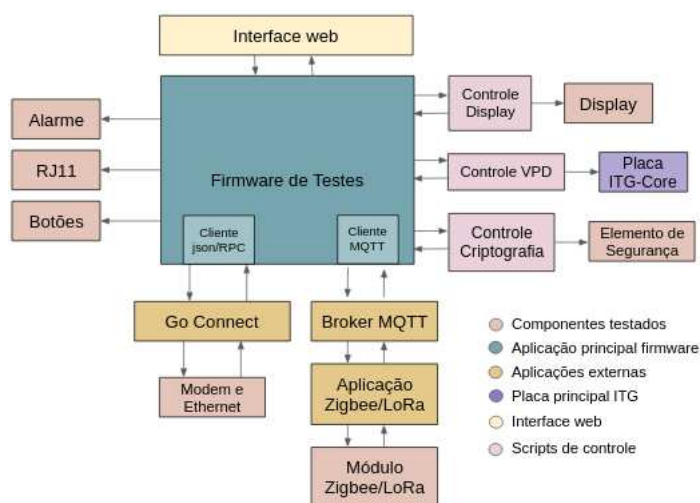 Interface web
Alarme
RJ11
Botões
Firmware de Testes
Cliente
json/RPC
Cliente
MQTT
Controle
Display
Display
Controle VPD
Placa
ITG-Core
Controle
Criptografia
Elemento de
Segurança
Go Connect
Broker MQTT
Modem e
Ethernet
Aplicação
Zigbee/LoRa
Módulo
Zigbee/LoRa
Componentes testados
Aplicação principal firmware
Aplicações externas
Placa principal ITG
Interface web
Scripts de controle